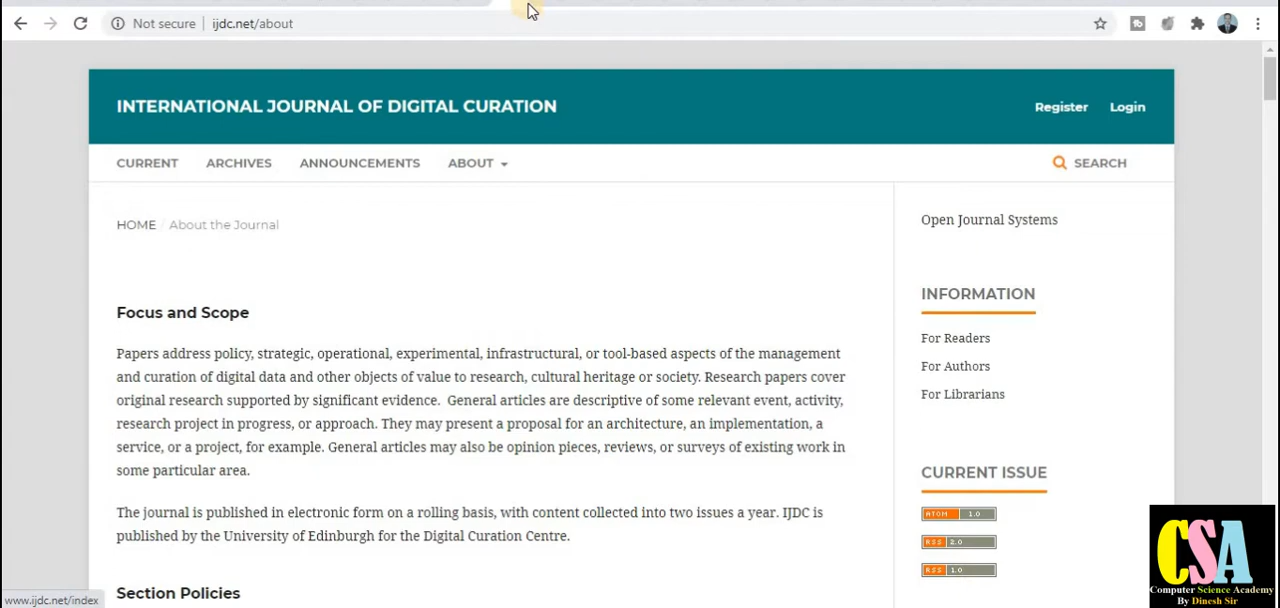 Not secure ijdc.net/about
INTERNATIONAL JOURNAL OF DIGITAL CURATION
Register Login
CURRENT ARCHIVES ANNOUNCEMENTS ABOUT
SEARCH
HOME / About the Journal
Focus and Scope
Papers address policy, strategic, operational, experimental, infrastructural, or tool-based aspects of the management
and curation of digital data and other objects of value to research, cultural heritage or society. Research papers cover
original research supported by significant evidence. General articles are descriptive of some relevant event, activity,
research project in progress, or approach. They may present a proposal for an architecture, an implementation, a
service, or a project, for example. General articles may also be opinion pieces, reviews, or surveys of existing work in
some particular area.
The journal is published in electronic form on a rolling basis, with content collected into two issues a year. IJDC is
published by the University of Edinburgh for the Digital Curation Centre.
Section Policies
Open Journal Systems
INFORMATION
For Readers
For Authors
For Librarians
CURRENT ISSUE
ATOM 1.0
RSS 2.0
RSS 1.0
www.ijdc.net/index
CSA
Computer Science Academy
By Dinesh Sir